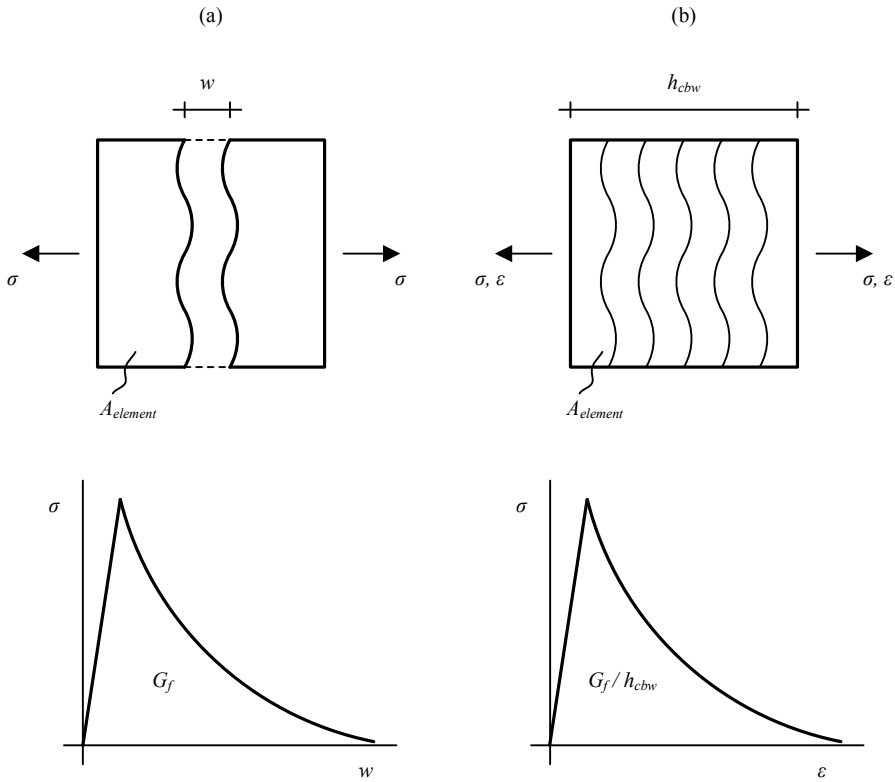 (a)
w
σ
σ
A_element
σ
G_f
w
(b)
h_cbw
σ, ε
σ, ε
A_element
σ
G_f / h_cbw
ε